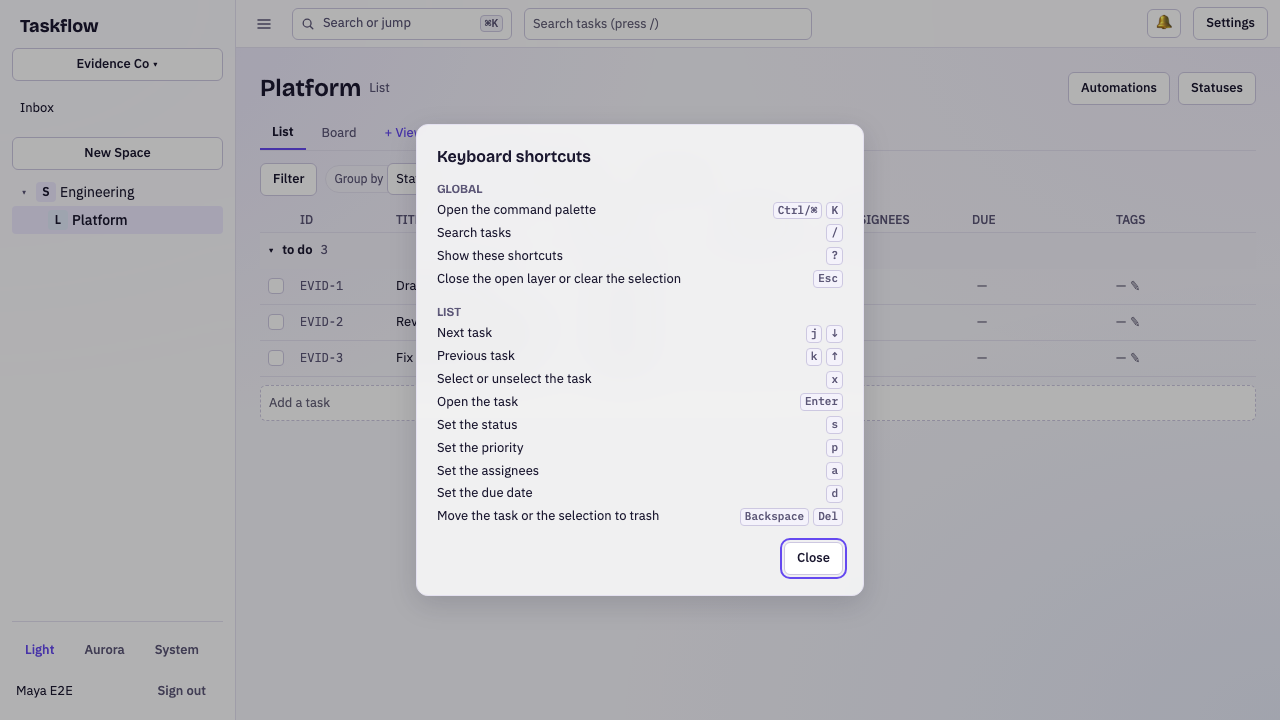 Taskflow
Evidence Co ▾
Inbox
New Space
▾ S Engineering
L Platform
Light Aurora System
Maya E2E Sign out
Search or jump ⌘K
Search tasks (press /)
Settings
Platform List
Automations Statuses
List Board + View
Filter Group by Sta
ID TITL SIGNEES DUE TAGS
▾ to do 3
EVID-1 Dra — — ✎
EVID-2 Rev — — ✎
EVID-3 Fix — — ✎
Add a task
Keyboard shortcuts
GLOBAL
Open the command palette Ctrl/⌘ K
Search tasks /
Show these shortcuts ?
Close the open layer or clear the selection Esc
LIST
Next task j ↓
Previous task k ↑
Select or unselect the task x
Open the task Enter
Set the status s
Set the priority p
Set the assignees a
Set the due date d
Move the task or the selection to trash Backspace Del
Close